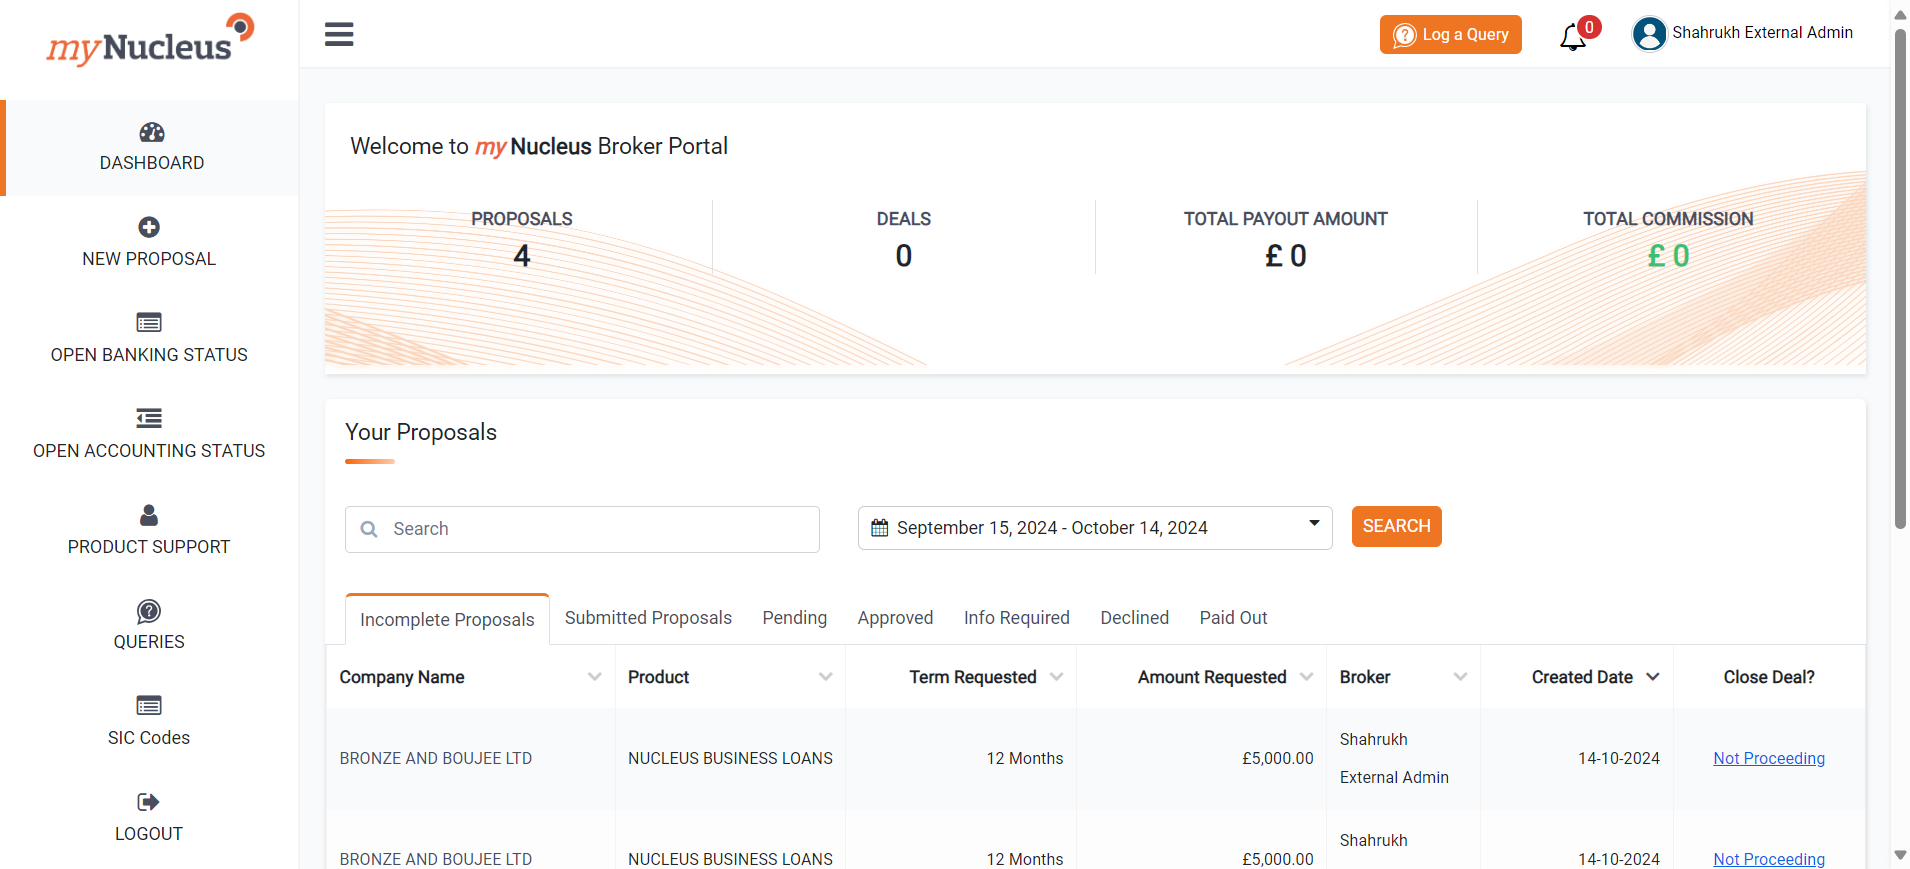 myNucleus
Log a Query
0
Shahrukh External Admin
DASHBOARD
NEW PROPOSAL
OPEN BANKING STATUS
OPEN ACCOUNTING STATUS
PRODUCT SUPPORT
QUERIES
SIC Codes
LOGOUT
Welcome to my Nucleus Broker Portal
PROPOSALS
4
DEALS
0
TOTAL PAYOUT AMOUNT
£ 0
TOTAL COMMISSION
£ 0
Your Proposals
Search
September 15, 2024 - October 14, 2024
SEARCH
Incomplete Proposals Submitted Proposals Pending Approved Info Required Declined Paid Out
Company Name Product Term Requested Amount Requested Broker Created Date Close Deal?
BRONZE AND BOUJEE LTD NUCLEUS BUSINESS LOANS 12 Months £5,000.00 Shahrukh External Admin 14-10-2024 Not Proceeding
BRONZE AND BOUJEE LTD NUCLEUS BUSINESS LOANS 12 Months £5,000.00 Shahrukh 14-10-2024 Not Proceeding